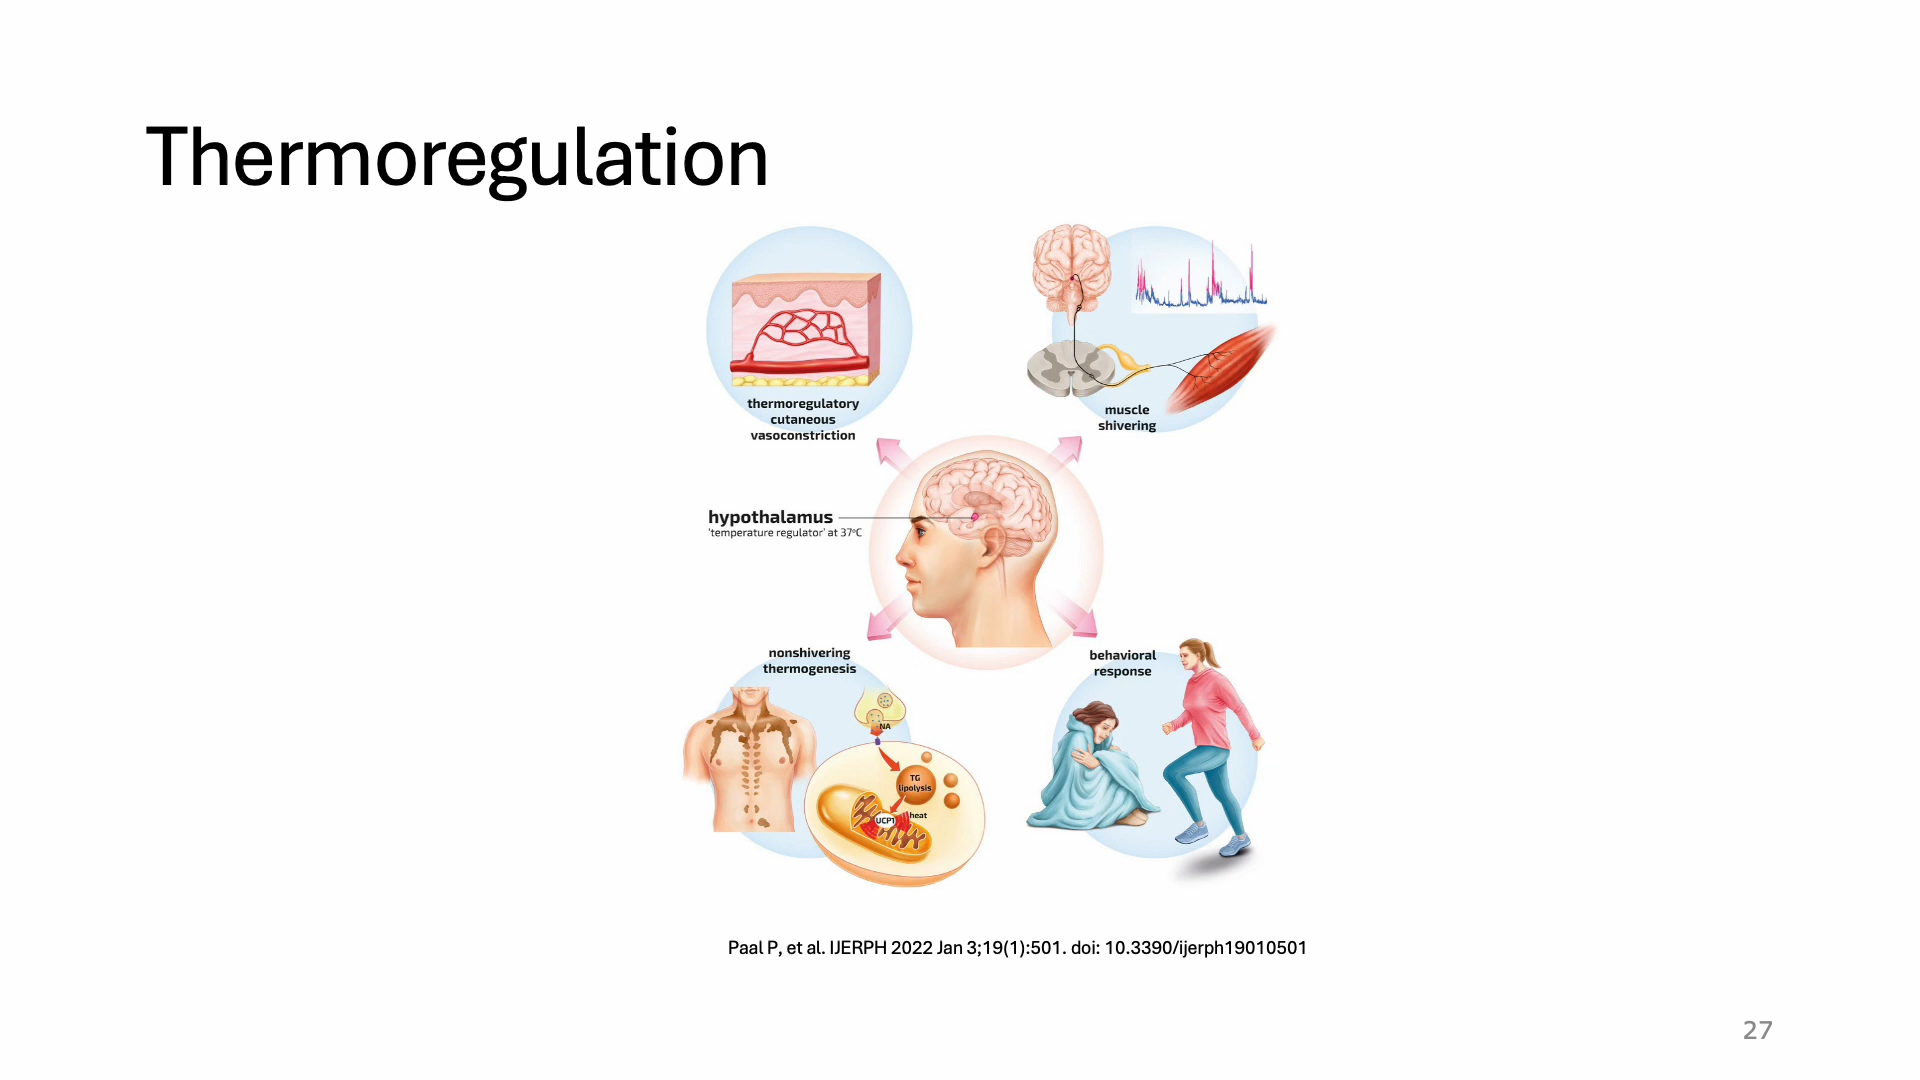 Thermoregulation
thermoregulatory
cutaneous
vasoconstriction
muscle
shivering
hypothalamus
'temperature regulator' at 37ºC
nonshivering
thermogenesis
NA
TG
lipolysis
UCP1
heat
behavioral
response
Paal P, et al. IJERPH 2022 Jan 3;19(1):501. doi: 10.3390/ijerph19010501
27